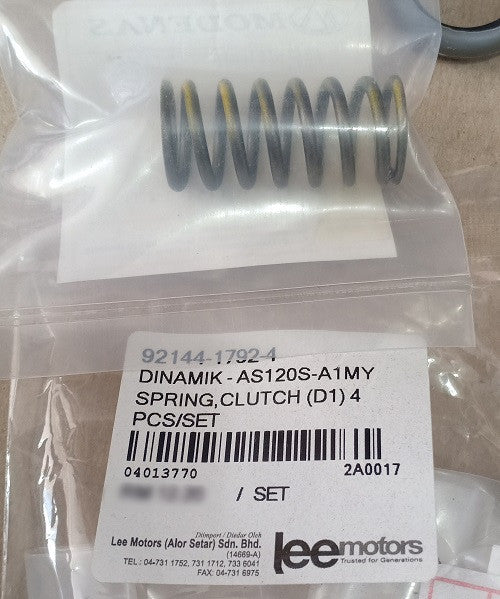 MODENAS
92144-1792-4
DINAMIK - AS120S-A1MY
SPRING,CLUTCH (D1) 4
PCS/SET
04013770 2A0017
/ SET
Diimport / Diedar Oleh
Lee Motors (Alor Setar) Sdn. Bhd.
(14669-A)
TEL : 04-731 1752, 731 1712, 733 6041
FAX: 04-731 6975
leemotors
Trusted for Generations